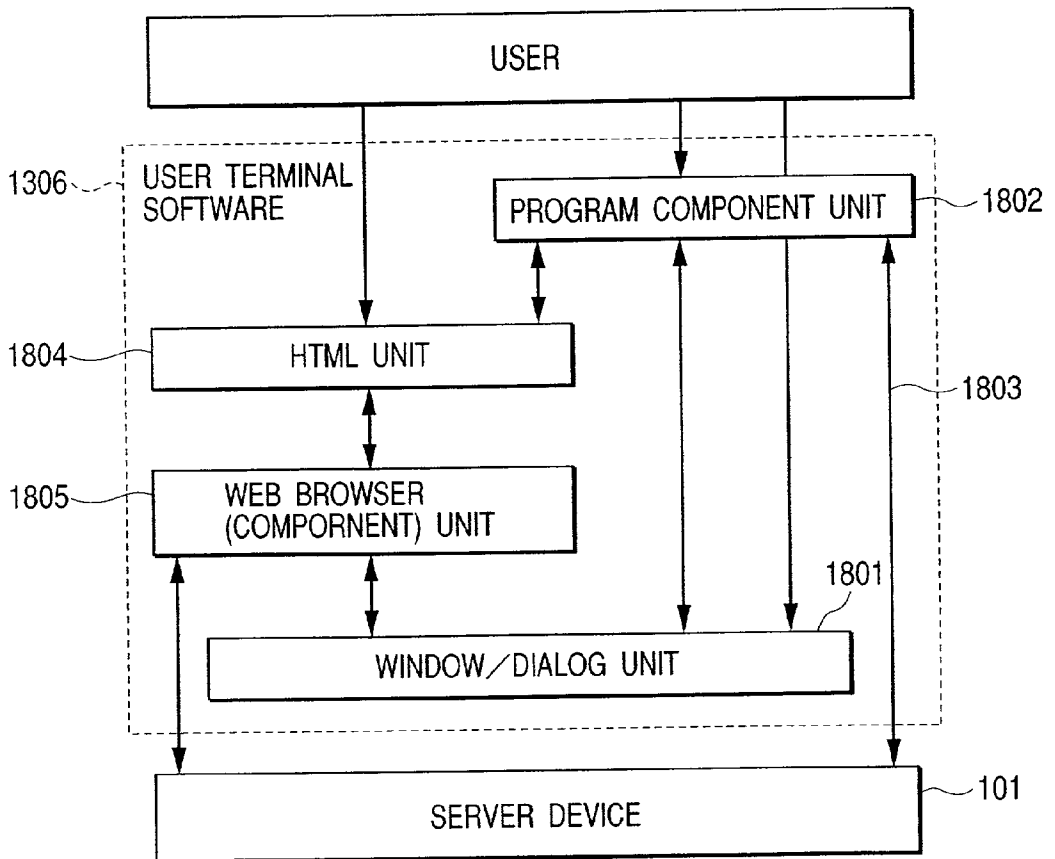 USER
1306
USER TERMINAL
SOFTWARE
PROGRAM COMPONENT UNIT
1802
1804
HTML UNIT
1803
1805
WEB BROWSER
(COMPORNENT) UNIT
1801
WINDOW/DIALOG UNIT
101
SERVER DEVICE